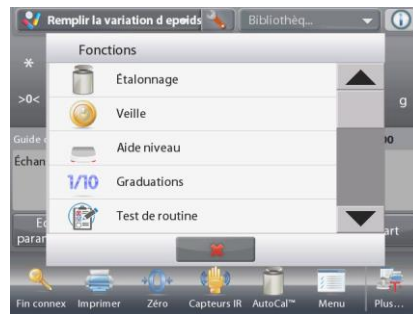 Remplir la variation d epoids
Bibliothèq...
Fonctions
*
Étalonnage
>0<
Veille
g
Guide
Aide niveau
Échan
1/10 Graduations
Test de routine
param
art
Fin connex Imprimer Zéro Capteurs IR AutoCal™ Menu Plus...